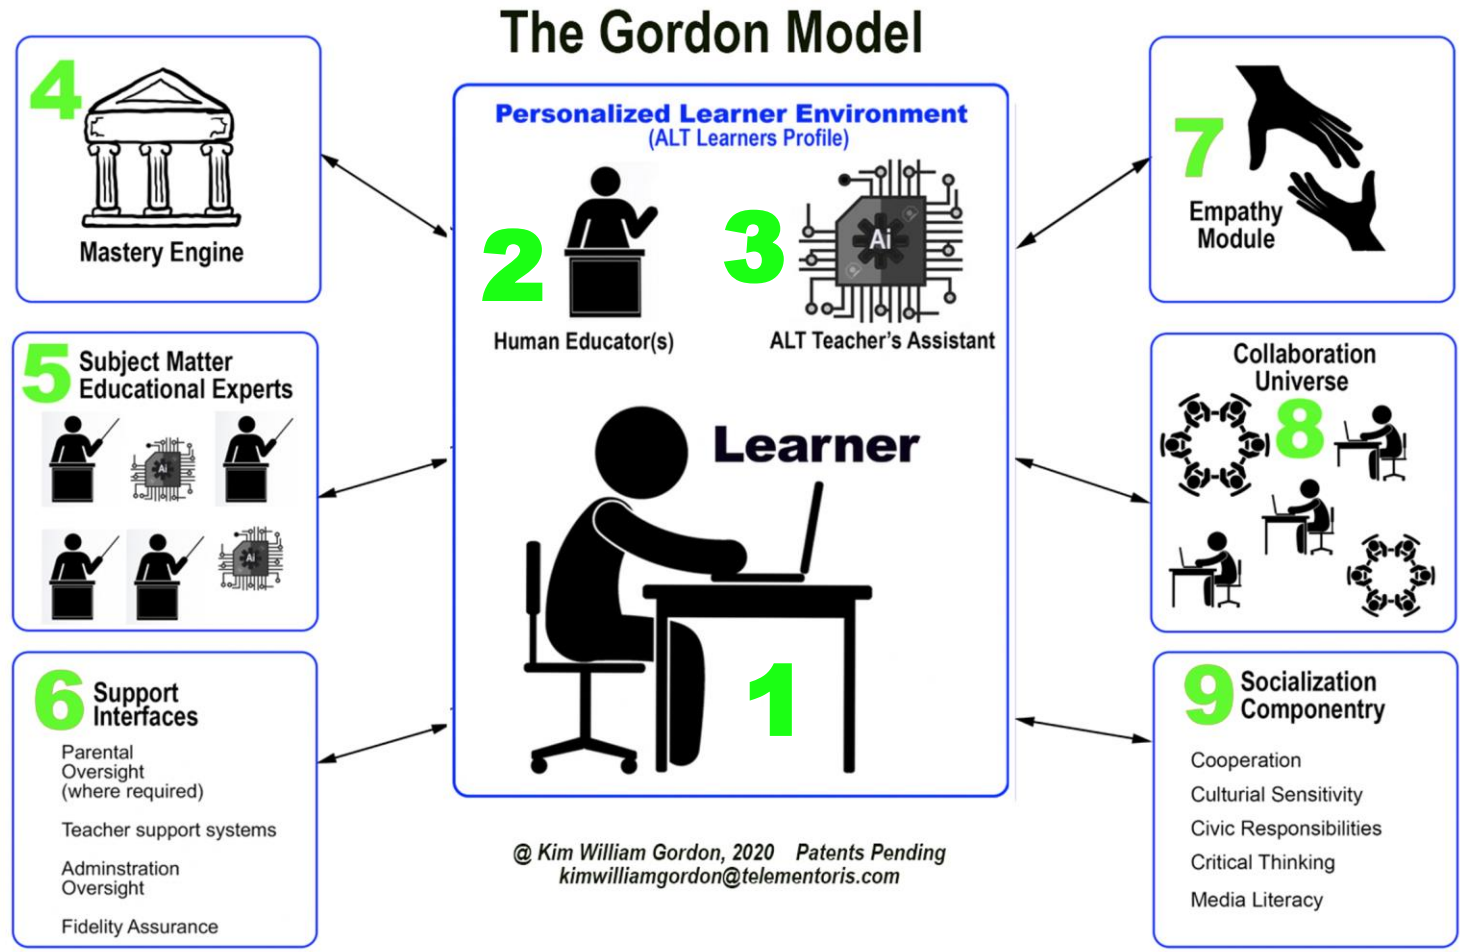 The Gordon Model
4
Mastery Engine
5
Subject Matter
Educational Experts
Ai
Ai
6
Support
Interfaces
Parental
Oversight
(where required)
Teacher support systems
Adminstration
Oversight
Fidelity Assurance
Personalized Learner Environment
(ALT Learners Profile)
2
Human Educator(s)
3
Ai
ALT Teacher's Assistant
Learner
1
@ Kim William Gordon, 2020 Patents Pending
kimwilliamgordon@telementoris.com
7
Empathy
Module
Collaboration
Universe
8
9
Socialization
Componentry
Cooperation
Culturial Sensitivity
Civic Responsibilities
Critical Thinking
Media Literacy